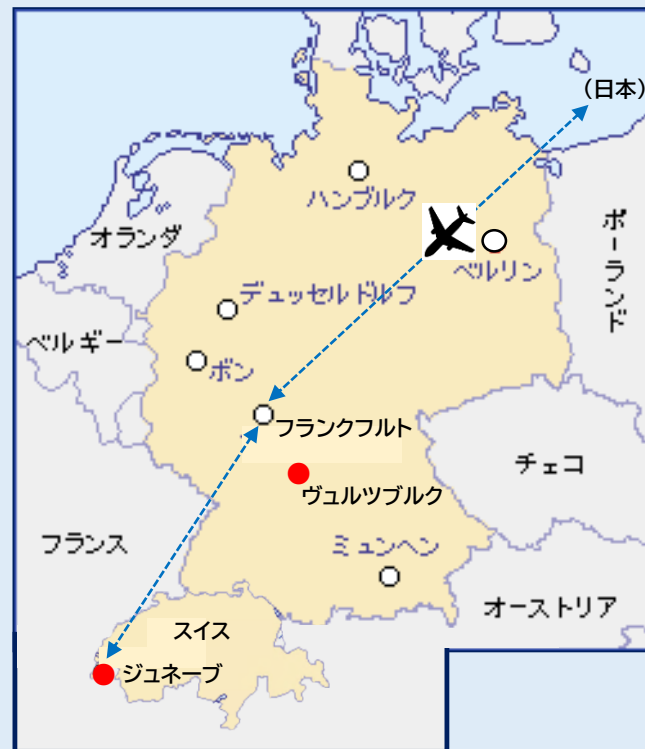 (日本)
ハンブルク
オランダ
ベルリン
ポーランド
デュッセルドルフ
ベルギー
ボン
フランクフルト
チェコ
ヴュルツブルク
フランス
ミュンヘン
オーストリア
スイス
ジュネーブ